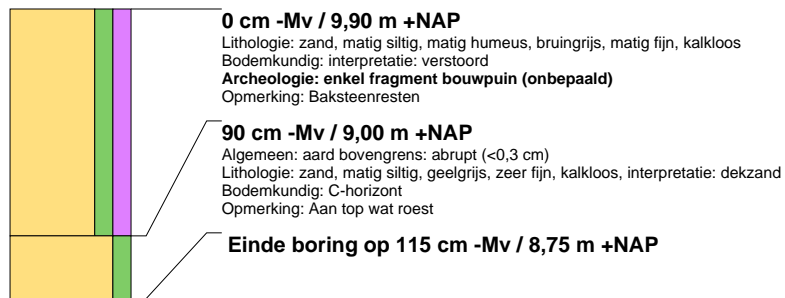 0 cm -Mv / 9,90 m +NAP
Lithologie: zand, matig siltig, matig humeus, bruingrijs, matig fijn, kalkloos
Bodemkundig: interpretatie: verstoord
Archeologie: enkel fragment bouwpuin (onbepaald)
Opmerking: Baksteenresten
90 cm -Mv / 9,00 m +NAP
Algemeen: aard bovengrens: abrupt (<0,3 cm)
Lithologie: zand, matig siltig, geelgrijs, zeer fijn, kalkloos, interpretatie: dekzand
Bodemkundig: C-horizont
Opmerking: Aan top wat roest
Einde boring op 115 cm -Mv / 8,75 m +NAP